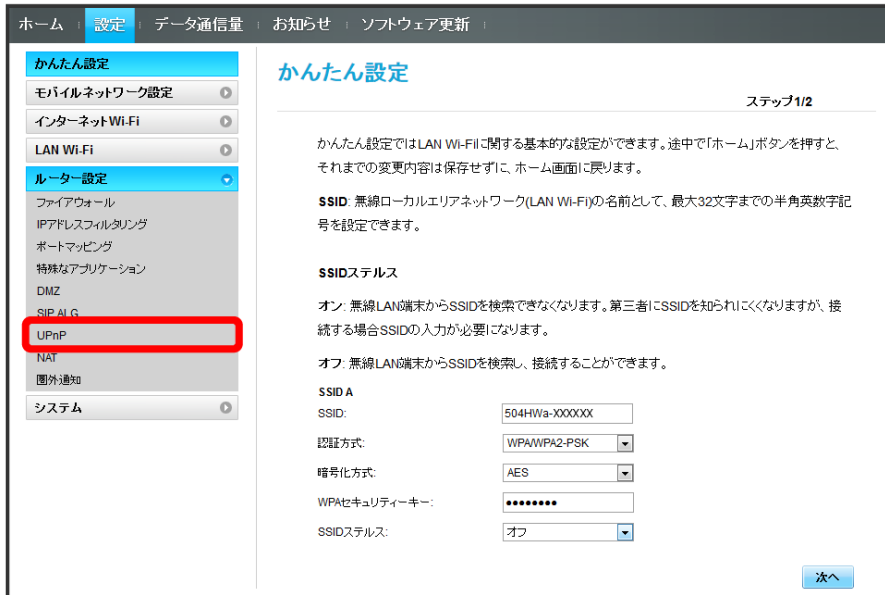 ホーム 設定 データ通信量 お知らせ ソフトウェア更新
かんたん設定
モバイルネットワーク設定
インターネットWi-Fi
LAN Wi-Fi
ルーター設定
ファイアウォール
IPアドレスフィルタリング
ポートマッピング
特殊なアプリケーション
DMZ
SIP ALG
UPnP
NAT
圏外通知
システム
かんたん設定
ステップ1/2
かんたん設定ではLAN Wi-Fiに関する基本的な設定ができます。途中で「ホーム」ボタンを押すと、
それまでの変更内容は保存せずに、ホーム画面に戻ります。
SSID: 無線ローカルエリアネットワーク(LAN Wi-Fi)の名前として、最大32文字までの半角英数字記
号を設定できます。
SSIDステルス
オン: 無線LAN端末からSSIDを検索できなくなります。第三者にSSIDを知られにくくなりますが、接
続する場合SSIDの入力が必要になります。
オフ: 無線LAN端末からSSIDを検索し、接続することができます。
SSID A
SSID: 504HWa-XXXXXX
認証方式: WPA/WPA2-PSK
暗号化方式: AES
WPAセキュリティーキー: ●●●●●●●●
SSIDステルス: オフ
次へ